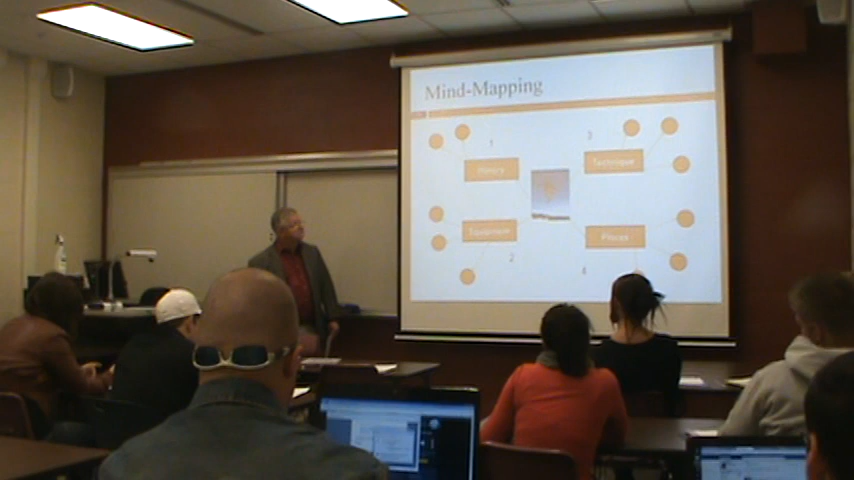 Mind-Mapping
1
3
History
Technique
Equipment
Places
2
4